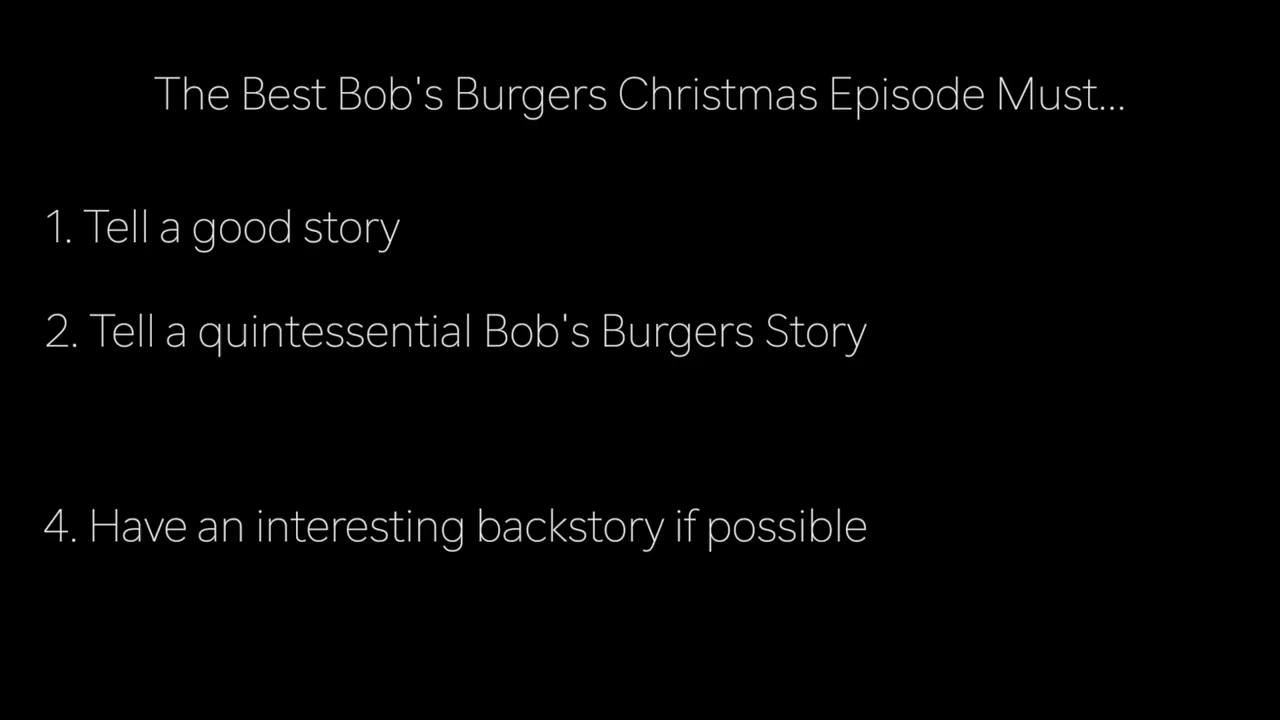 The Best Bob's Burgers Christmas Episode Must...
1. Tell a good story
2. Tell a quintessential Bob's Burgers Story
4. Have an interesting backstory if possible